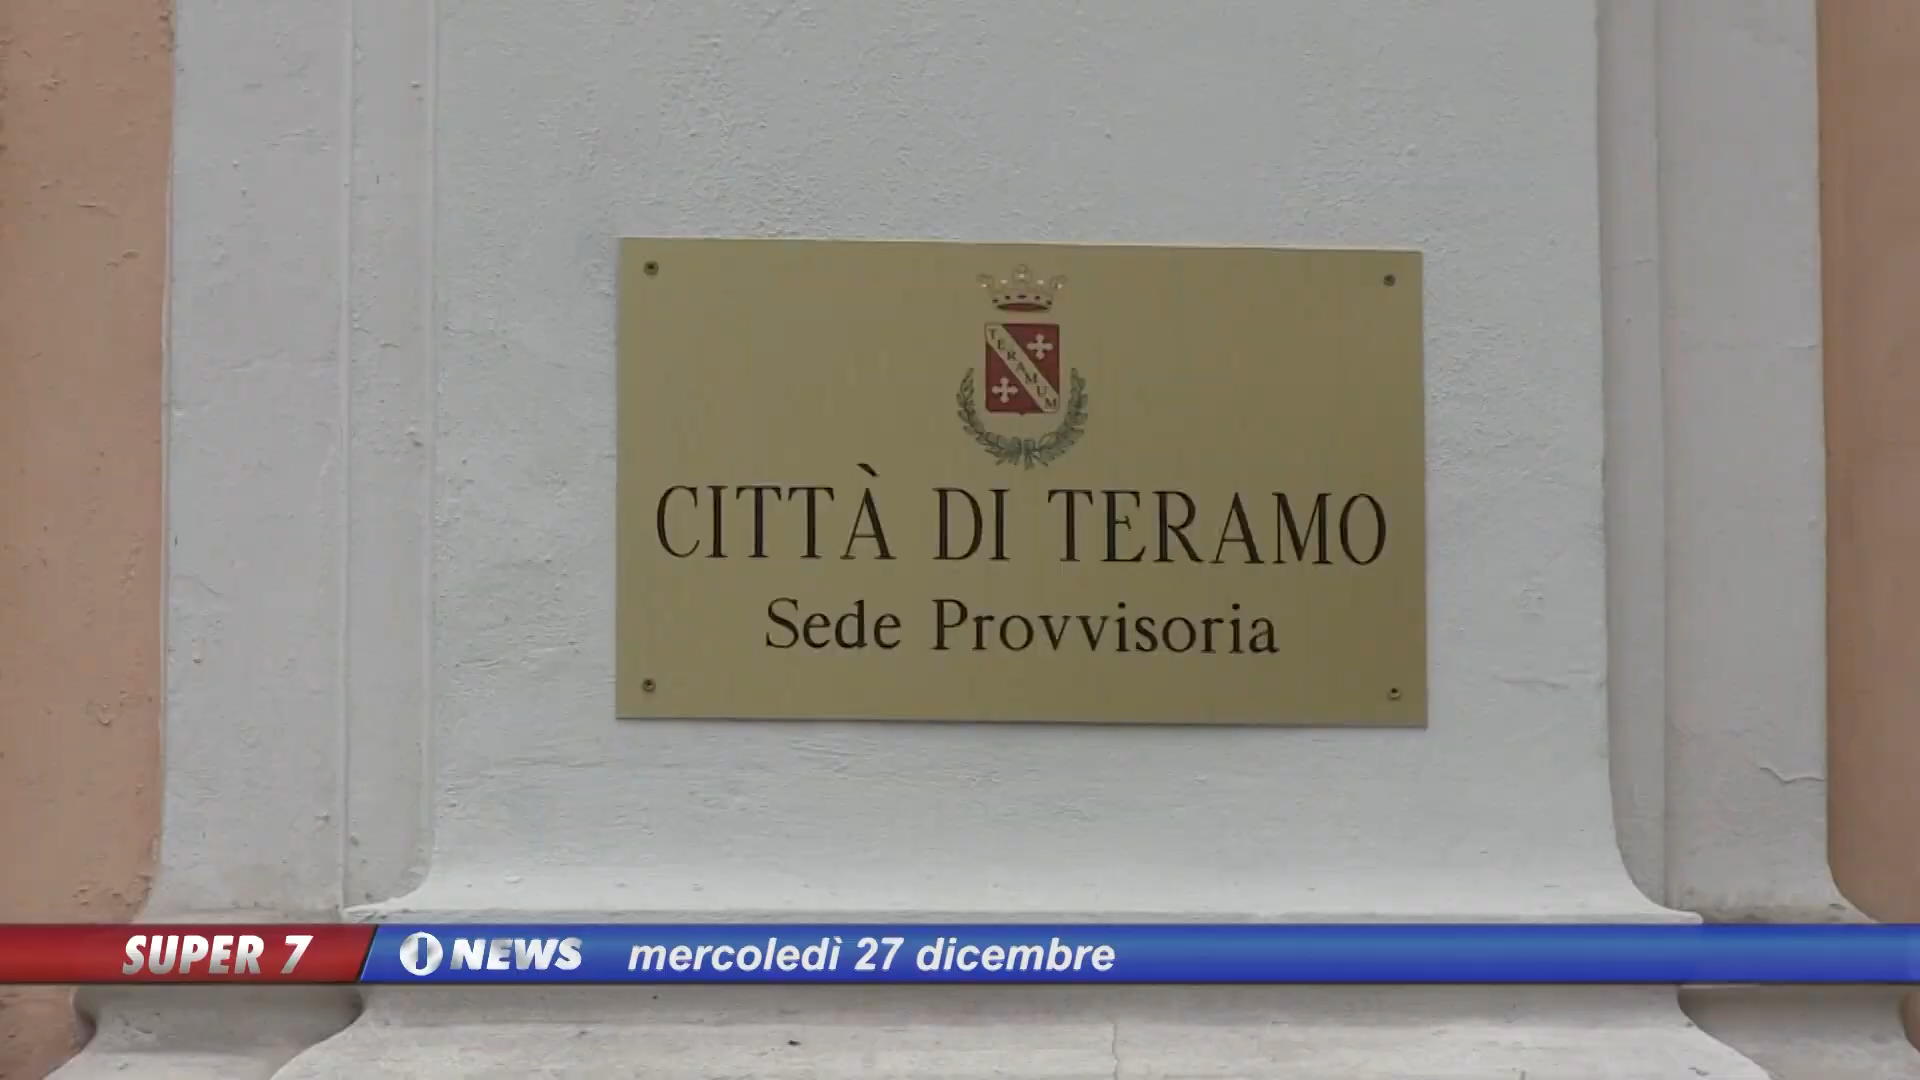 TERAMUM
CITTÀ DI TERAMO
Sede Provvisoria
SUPER 7 NEWS mercoledì 27 dicembre